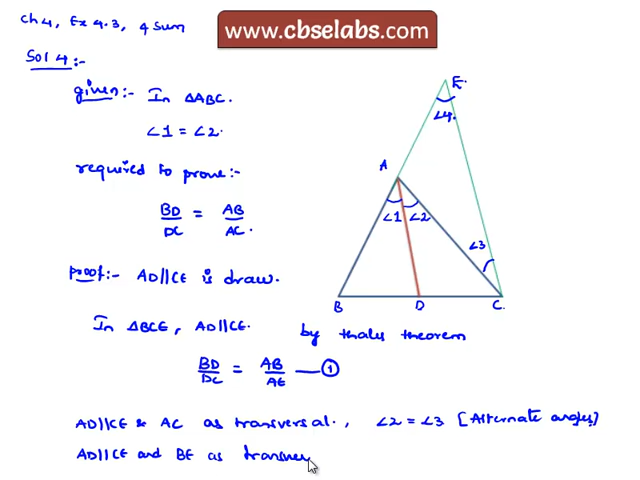 Ch 4, Ex 4.3, 4 Sum
www.cbselabs.com
Sol 4:-
given:- In ΔABC.
∠1 = ∠2.
required to prove:-
BD/DC = AB/AC.
proof:- AD||CE is draw.
In ΔBCE, AD||CE. by thales theorem
BD/DC = AB/AE —— ①
AD||CE & AC as transversal., ∠2 = ∠3 [Alternate angles]
AD||CE and BE as transver
E.
∠4.
A
∠1 ∠2
∠3
B D C.